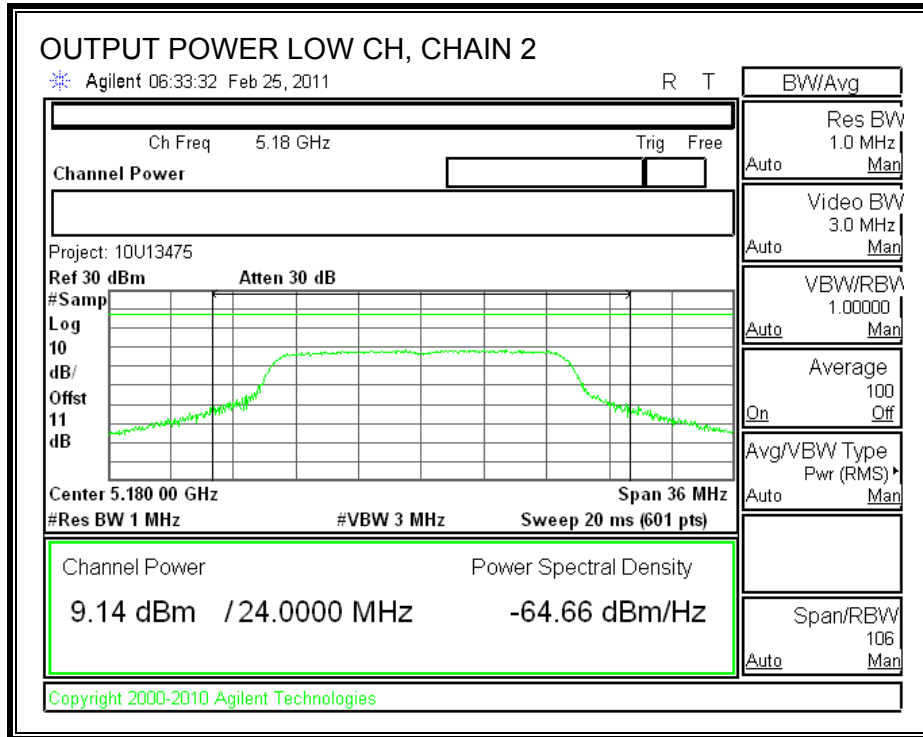 OUTPUT POWER LOW CH, CHAIN 2
Agilent 06:33:32 Feb 25, 2011 R T
Ch Freq 5.18 GHz Trig Free
Channel Power
Project: 10U13475
Ref 30 dBm Atten 30 dB
#Samp
Log
10
dB/
Offst
11
dB
Center 5.180 00 GHz Span 36 MHz
#Res BW 1 MHz #VBW 3 MHz Sweep 20 ms (601 pts)
Channel Power Power Spectral Density
9.14 dBm / 24.0000 MHz -64.66 dBm/Hz
Copyright 2000-2010 Agilent Technologies
BW/Avg
Res BW
1.0 MHz
Auto Man
Video BW
3.0 MHz
Auto Man
VBW/RBW
1.00000
Auto Man
Average
100
On Off
Avg/VBW Type
Pwr (RMS)
Auto Man
Span/RBW
106
Auto Man